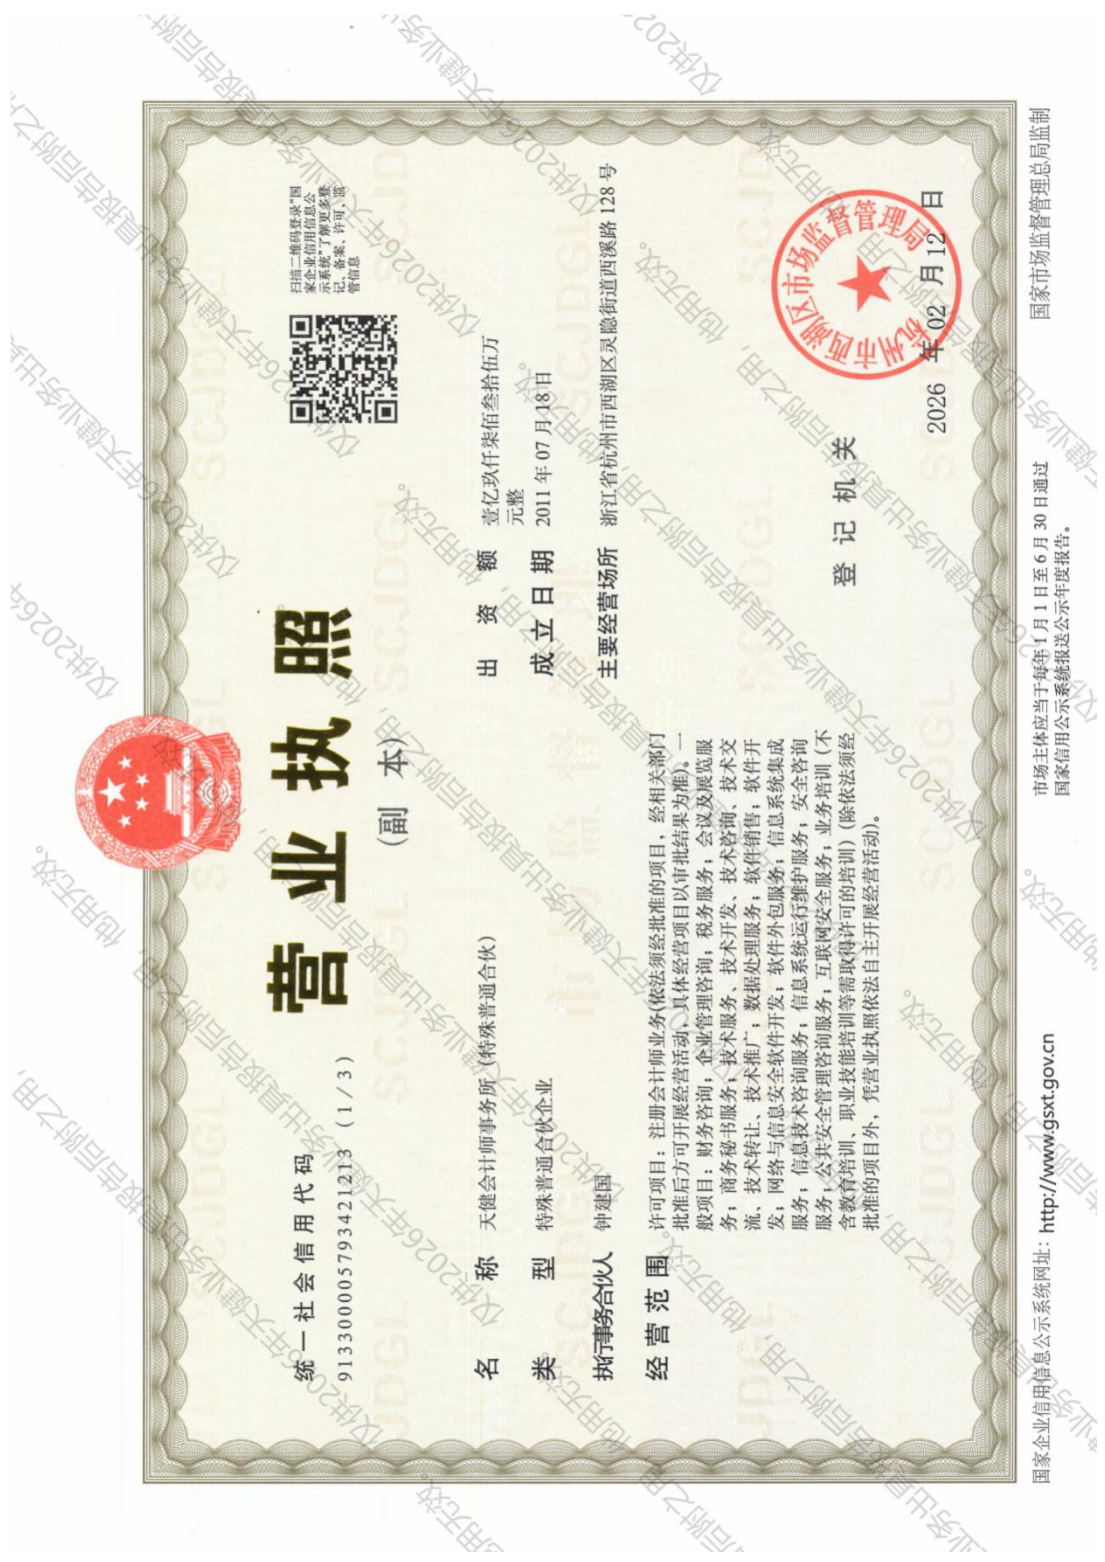 营业执照
(副 本)
统一社会信用代码
913300005793421213 (1/3)
扫描二维码登录“国
家企业信用信息公
示系统”了解更多登
记、备案、许可、监
管信息
名 称 天健会计师事务所(特殊普通合伙)
类 型 特殊普通合伙企业
执行事务合伙人 钟建国
经营范围 许可项目:注册会计师业务(依法须经批准的项目,经相关部门
批准后方可开展经营活动,具体经营项目以审批结果为准)。一
般项目:财务咨询;企业管理咨询;税务服务;会议及展览服
务;商务秘书服务;技术服务、技术开发、技术咨询、技术交
流、技术转让、技术推广;数据处理服务;软件销售;软件开
发;网络与信息安全软件开发;软件外包服务;信息系统集成
服务;信息技术咨询服务;信息系统运行维护服务;安全咨询
服务;公共安全管理咨询服务;互联网安全服务;业务培训(不
含教育培训、职业技能培训等需取得许可的培训)(除依法须经
批准的项目外,凭营业执照依法自主开展经营活动)。
出 资 额 壹亿玖仟柒佰叁拾伍万
元整
成立日期 2011年07月18日
主要经营场所 浙江省杭州市西湖区灵隐街道西溪路128号
登记机关
杭州市西湖区市场监督管理局
2026 年 02 月 12 日
国家企业信用信息公示系统网址:http://www.gsxt.gov.cn
市场主体应当于每年1月1日至6月30日通过
国家信用公示系统报送公示年度报告。
国家市场监督管理总局监制
仅供2026年天健业务出具报告后附之用,他用无效。